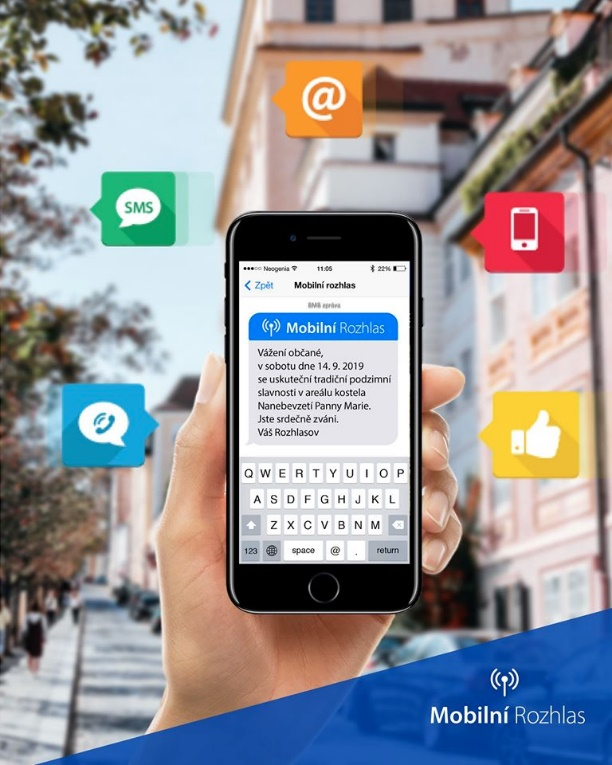 @
SMS
Neogenia 11:05 22%
Zpět Mobilní rozhlas
SMS zpráva
Mobilní Rozhlas
Vážení občané,
v sobotu dne 14. 9. 2019
se uskuteční tradiční podzimní
slavnosti v areálu kostela
Nanebevzetí Panny Marie.
Jste srdečně zváni.
Váš Rozhlasov
Q W E R T Y U I O P
A S D F G H J K L
Z X C V B N M
123 space @ . return
Mobilní Rozhlas